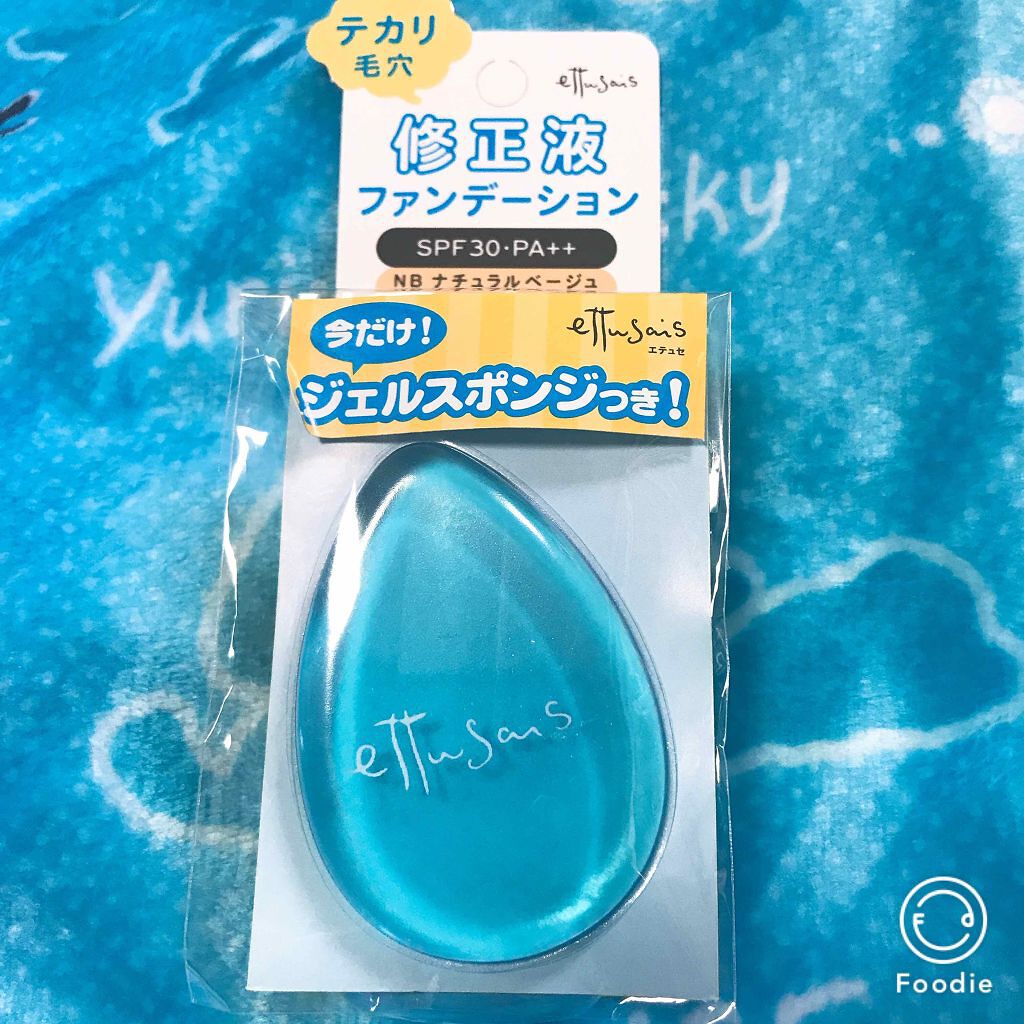 テカリ
毛穴
ettusais
修正液
ファンデーション
SPF30・PA++
NB ナチュラルベージュ
今だけ!
ettusais
エテュセ
ジェルスポンジつき!
ettusais
Foodie